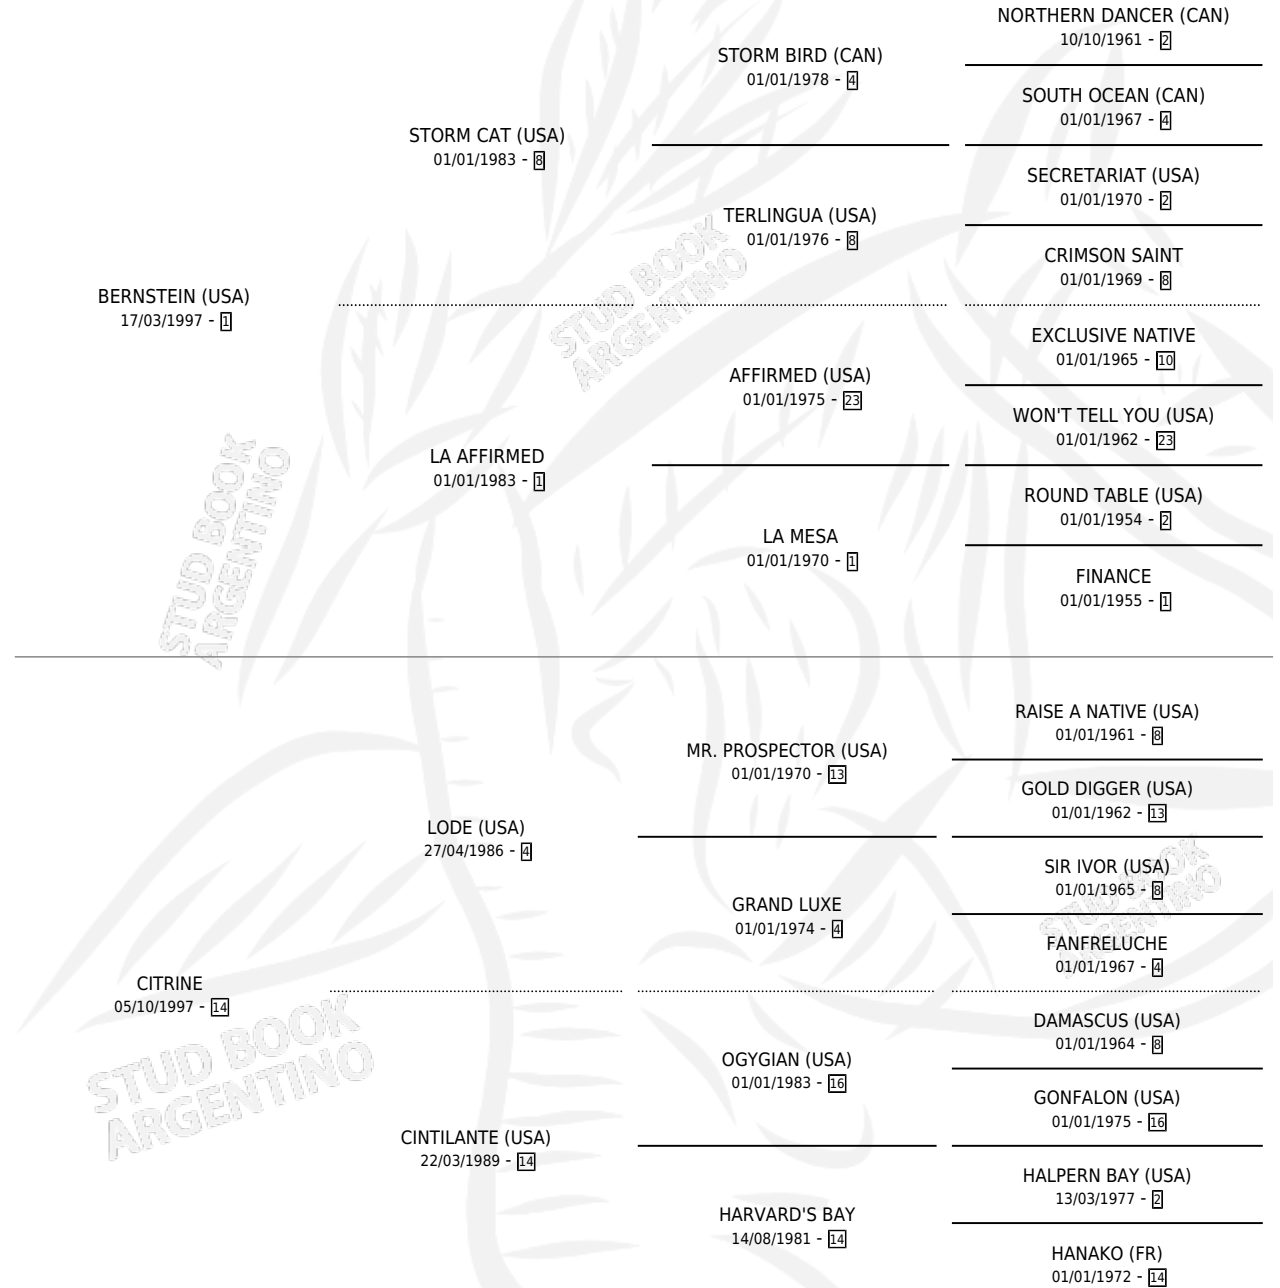 NORTHERN DANCER (CAN)
10/10/1961 - 2
STORM BIRD (CAN)
01/01/1978 - 4
SOUTH OCEAN (CAN)
01/01/1967 - 4
STORM CAT (USA)
01/01/1983 - 8
SECRETARIAT (USA)
01/01/1970 - 2
TERLINGUA (USA)
01/01/1976 - 8
CRIMSON SAINT
01/01/1969 - 8
BERNSTEIN (USA)
17/03/1997 - 1
EXCLUSIVE NATIVE
01/01/1965 - 10
AFFIRMED (USA)
01/01/1975 - 23
WON'T TELL YOU (USA)
01/01/1962 - 23
LA AFFIRMED
01/01/1983 - 1
ROUND TABLE (USA)
01/01/1954 - 2
LA MESA
01/01/1970 - 1
FINANCE
01/01/1955 - 1
RAISE A NATIVE (USA)
01/01/1961 - 8
MR. PROSPECTOR (USA)
01/01/1970 - 13
GOLD DIGGER (USA)
01/01/1962 - 13
LODE (USA)
27/04/1986 - 4
SIR IVOR (USA)
01/01/1965 - 8
GRAND LUXE
01/01/1974 - 4
FANFRELUCHE
01/01/1967 - 4
CITRINE
05/10/1997 - 14
DAMASCUS (USA)
01/01/1964 - 8
OGYGIAN (USA)
01/01/1983 - 16
GONFALON (USA)
01/01/1975 - 16
CINTILANTE (USA)
22/03/1989 - 14
HALPERN BAY (USA)
13/03/1977 - 2
HARVARD'S BAY
14/08/1981 - 14
HANAKO (FR)
01/01/1972 - 14
STUD BOOK
ARGENTINO
STUD BOOK
ARGENTINO
STUD BOOK
ARGENTINO
STUD BOOK
ARGENTINO